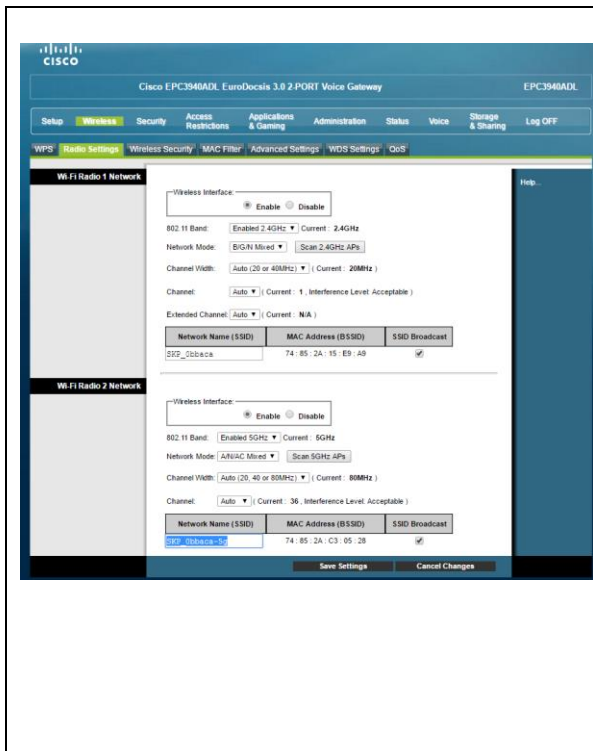 CISCO
Cisco EPC3940ADL EuroDocsis 3.0 2-PORT Voice Gateway EPC3940ADL
Setup Wireless Security Access Restrictions Applications & Gaming Administration Status Voice Storage & Sharing Log OFF
WPS Radio Settings Wireless Security MAC Filter Advanced Settings WDS Settings QoS
Wi-Fi Radio 1 Network
Help...
Wireless Interface:
Enable Disable
802.11 Band: Enabled 2.4GHz ▼ Current : 2.4GHz
Network Mode: B/G/N Mixed ▼ Scan 2.4GHz APs
Channel Width: Auto (20 or 40MHz) ▼ ( Current : 20MHz )
Channel: Auto ▼ ( Current : 1 , Interference Level: Acceptable )
Extended Channel: Auto ▼ ( Current : N/A )
Network Name (SSID) MAC Address (BSSID) SSID Broadcast
SKP_0bbaca 74 : 85 : 2A : 15 : E9 : A9
Wi-Fi Radio 2 Network
Wireless Interface:
Enable Disable
802.11 Band: Enabled 5GHz ▼ Current : 5GHz
Network Mode: A/N/AC Mixed ▼ Scan 5GHz APs
Channel Width: Auto (20, 40 or 80MHz) ▼ ( Current : 80MHz )
Channel: Auto ▼ ( Current : 36 , Interference Level: Acceptable )
Network Name (SSID) MAC Address (BSSID) SSID Broadcast
SKP_0bbaca-5g 74 : 85 : 2A : C3 : 05 : 28
Save Settings Cancel Changes